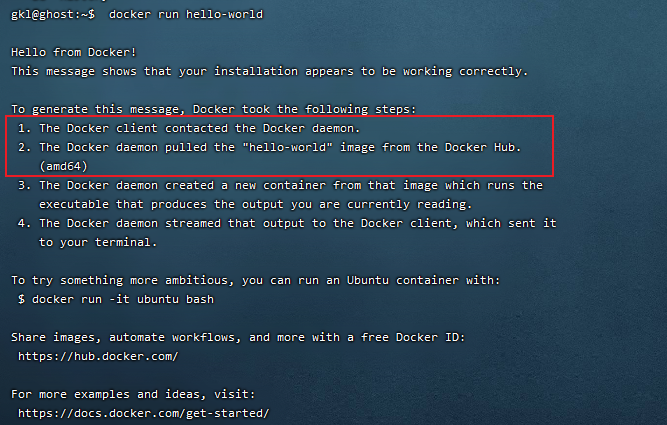 gkl@ghost:~$  docker run hello-world
Hello from Docker!
This message shows that your installation appears to be working correctly.
To generate this message, Docker took the following steps:
1. The Docker client contacted the Docker daemon.
2. The Docker daemon pulled the "hello-world" image from the Docker Hub.
(amd64)
3. The Docker daemon created a new container from that image which runs the
executable that produces the output you are currently reading.
4. The Docker daemon streamed that output to the Docker client, which sent it
to your terminal.
To try something more ambitious, you can run an Ubuntu container with:
$ docker run -it ubuntu bash
Share images, automate workflows, and more with a free Docker ID:
https://hub.docker.com/
For more examples and ideas, visit:
https://docs.docker.com/get-started/